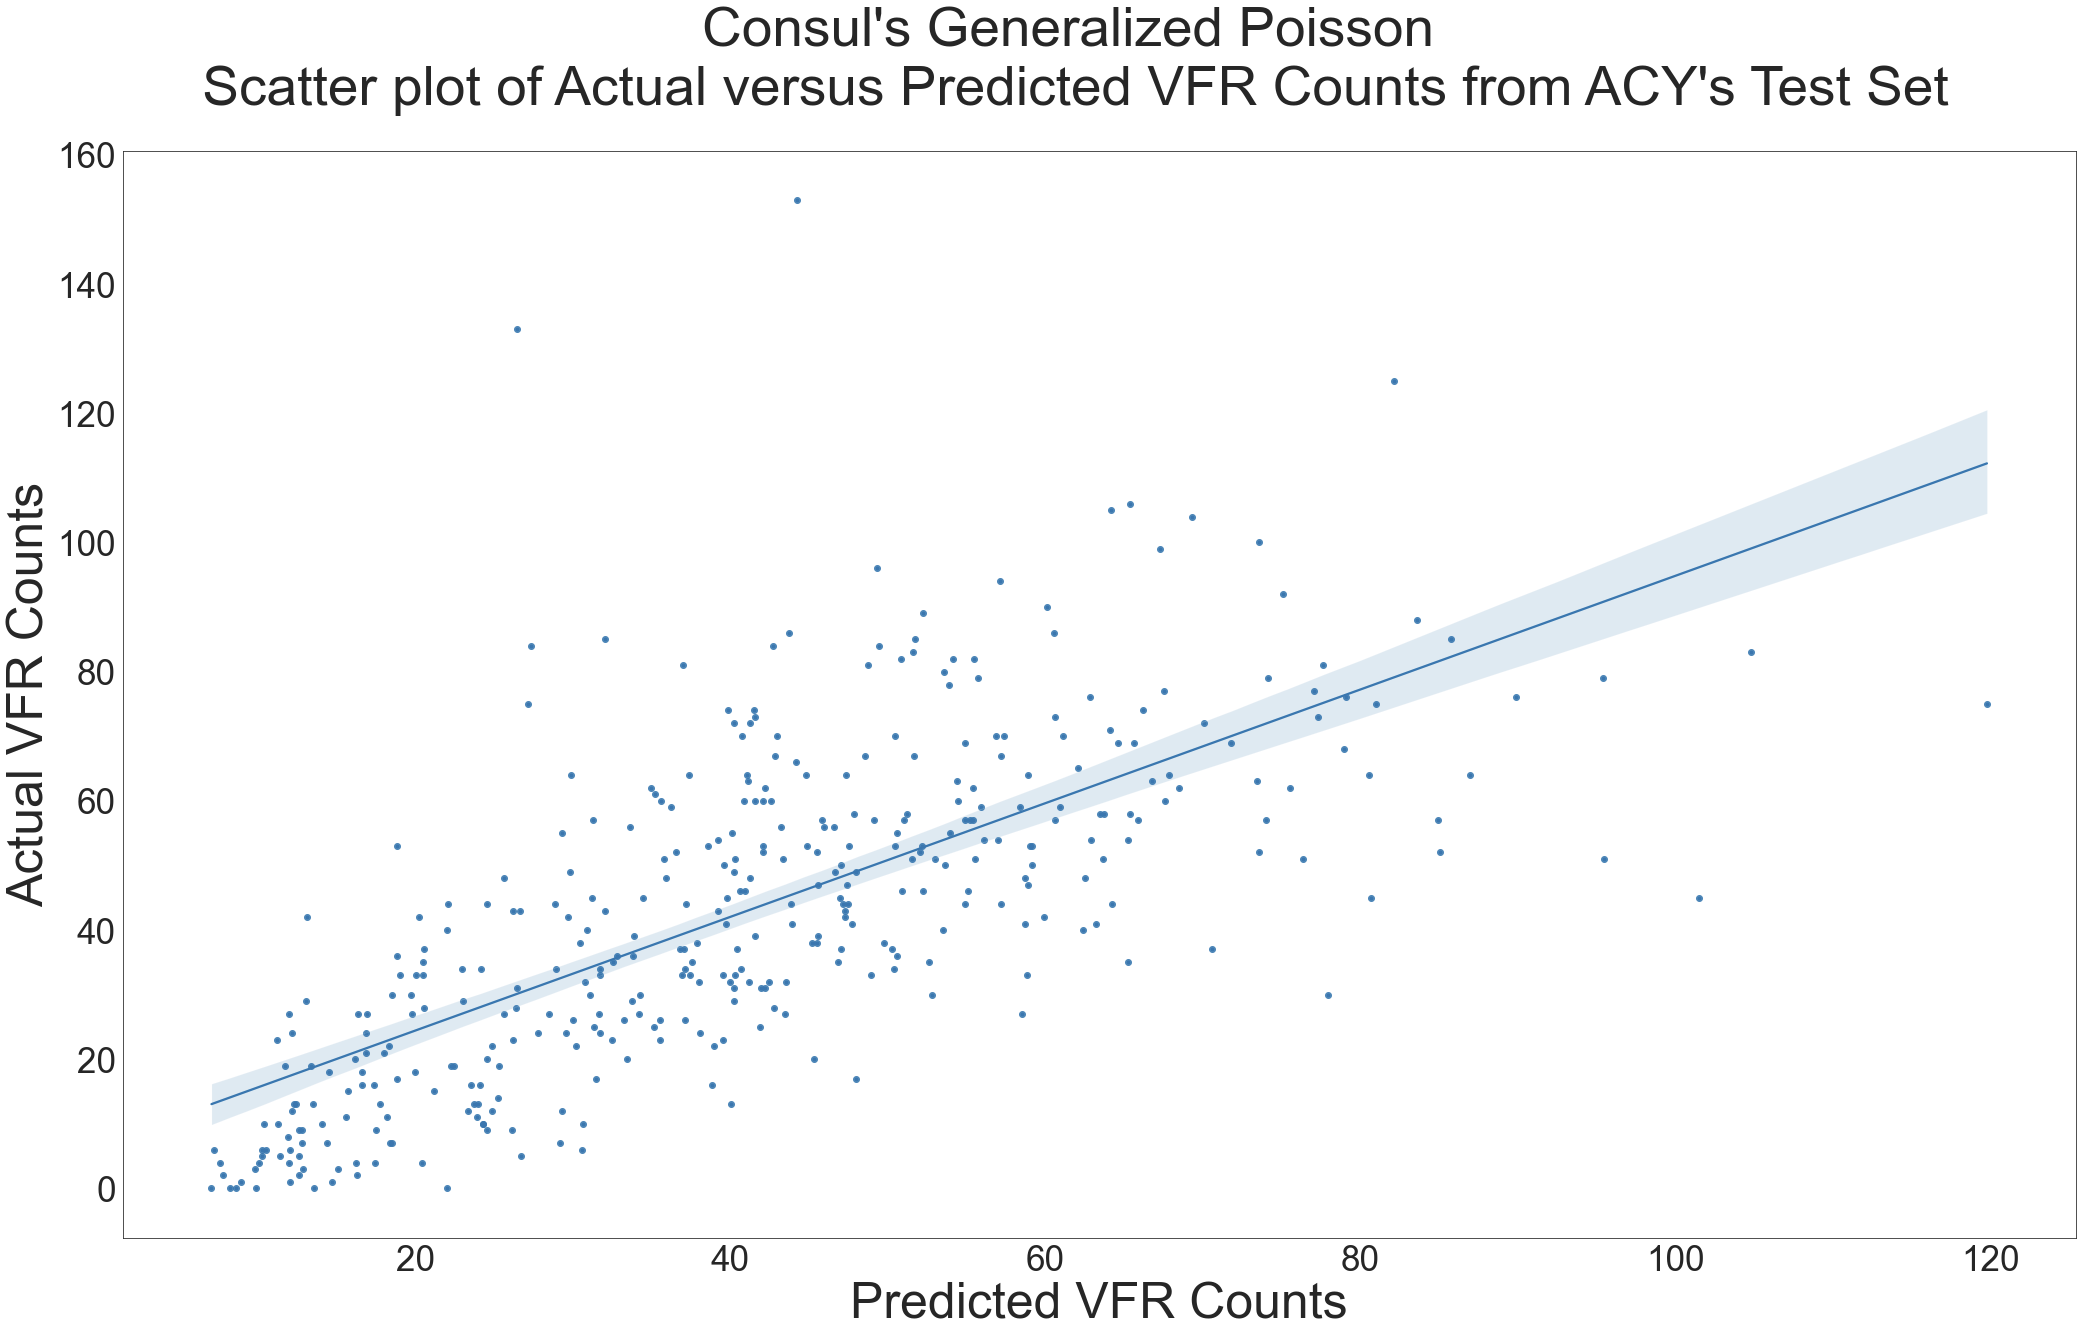 Consul's Generalized Poisson
Scatter plot of Actual versus Predicted VFR Counts from ACY's Test Set
160
140
120
100
80
60
40
20
0
Actual VFR Counts
20 40 60 80 100 120
Predicted VFR Counts